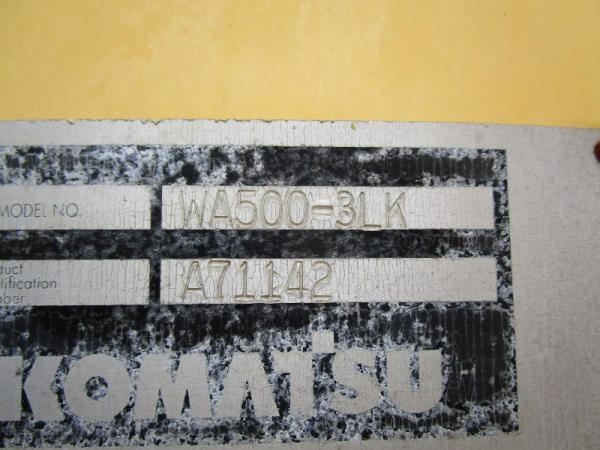 MODEL NO.
WA500-3LK
A71142
KOMATSU